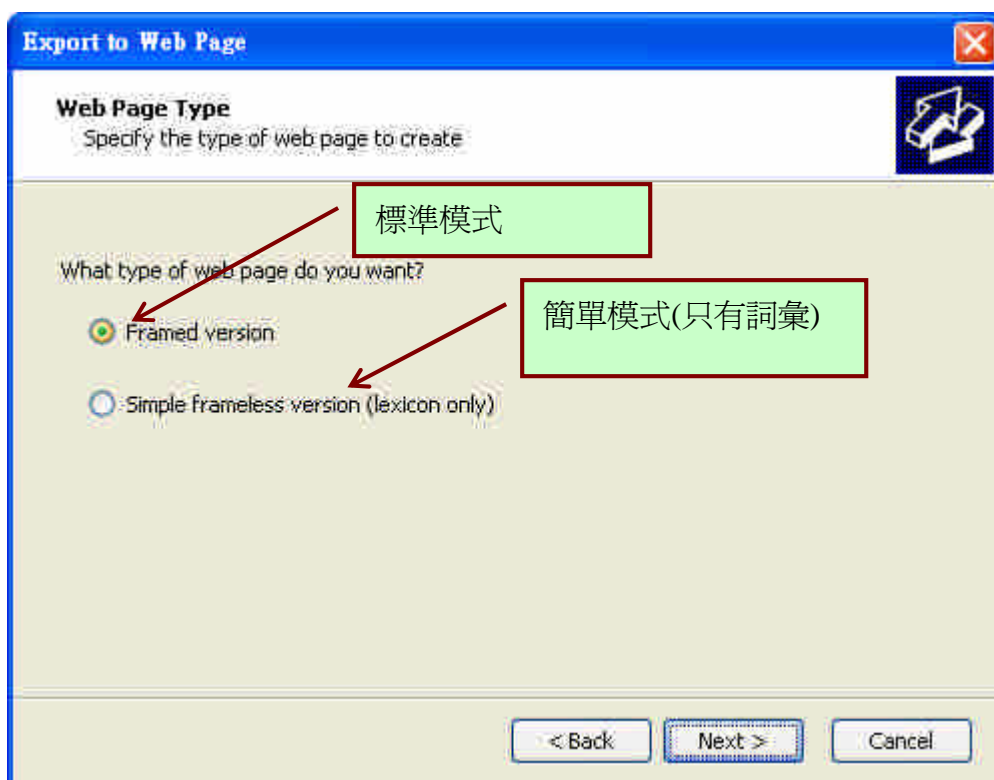 Export to Web Page
Web Page Type
Specify the type of web page to create
標準模式
What type of web page do you want?
簡單模式(只有詞彙)
Framed version
Simple frameless version (lexicon only)
< Back
Next >
Cancel